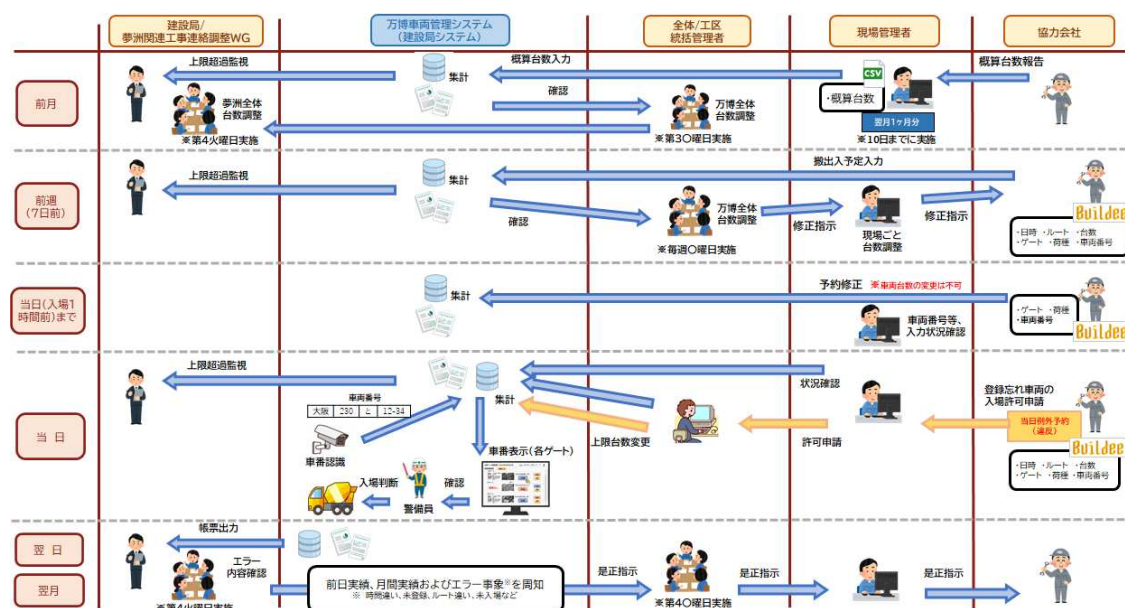 建設局/
夢洲関連工事連絡調整WG
万博車両管理システム
(建設局システム)
全体/工区
統括管理者
現場管理者
協力会社
前月
上限超過監視
集計
概算台数入力
確認
夢洲全体
台数調整
※第4火曜日実施
万博全体
台数調整
※第3〇曜日実施
CSV
・概算台数
翌月1ヶ月分
※10日までに実施
概算台数報告
前週
(7日前)
上限超過監視
集計
搬出入予定入力
確認
万博全体
台数調整
※毎週〇曜日実施
修正指示
現場ごと
台数調整
修正指示
Buildee
・日時 ・ルート ・台数
・ゲート ・荷種 ・車両番号
当日(入場1
時間前)まで
集計
予約修正 ※車両台数の変更は不可
車両番号等、
入力状況確認
・ゲート ・荷種
・車両番号
Buildee
当 日
上限超過監視
集計
車両番号
大阪 230 と 12-34
車番認識
車番表示(各ゲート)
入場判断
確認
警備員
状況確認
上限台数変更
許可申請
登録忘れ車両の
入場許可申請
当日例外予約
(違反)
Buildee
・日時 ・ルート ・台数
・ゲート ・荷種 ・車両番号
翌 日
帳票出力
翌月
エラー
内容確認
※第4火曜日実施
前日実績、月間実績およびエラー事象※を周知
※ 時間違い、未登録、ルート違い、未入場など
是正指示
※第4〇曜日実施
是正指示
是正指示